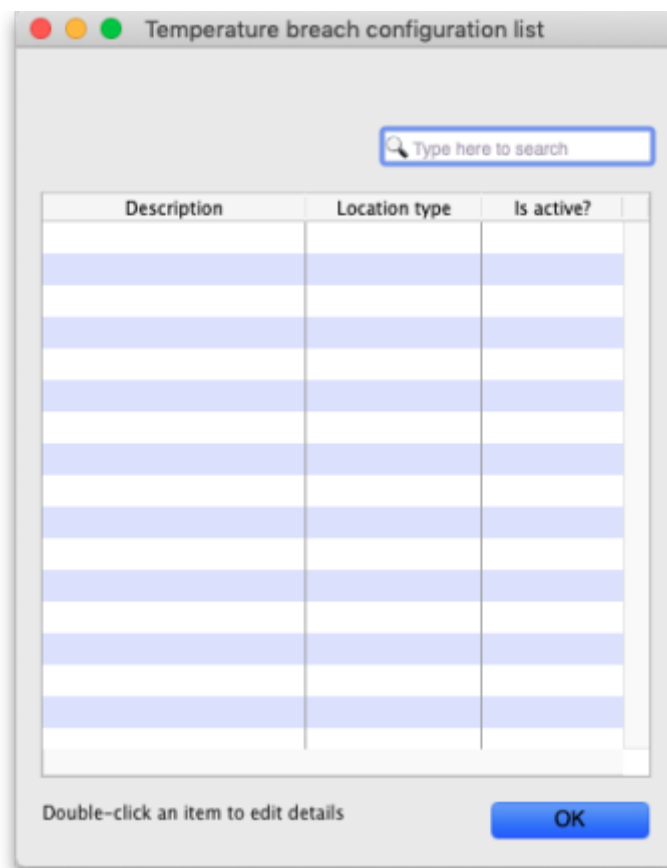 Temperature breach configuration list
Type here to search
Description Location type Is active?
Double-click an item to edit details
OK